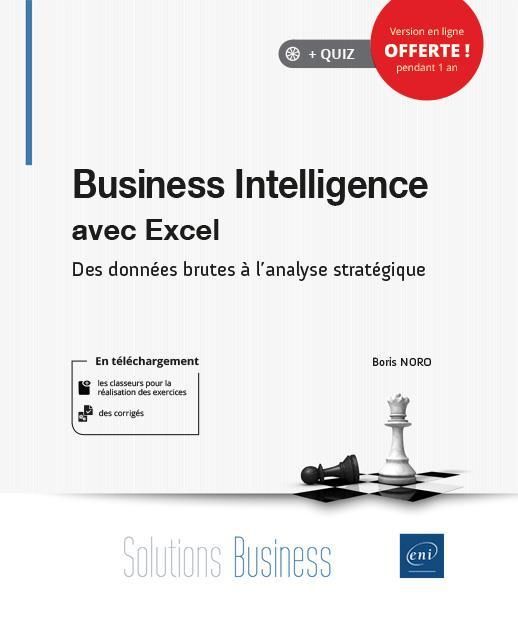 Version en ligne
OFFERTE !
pendant 1 an
+ QUIZ
Business Intelligence
avec Excel
Des données brutes à l'analyse stratégique
En téléchargement
les classeurs pour la
réalisation des exercices
des corrigés
Boris NORO
Solutions Business
eni